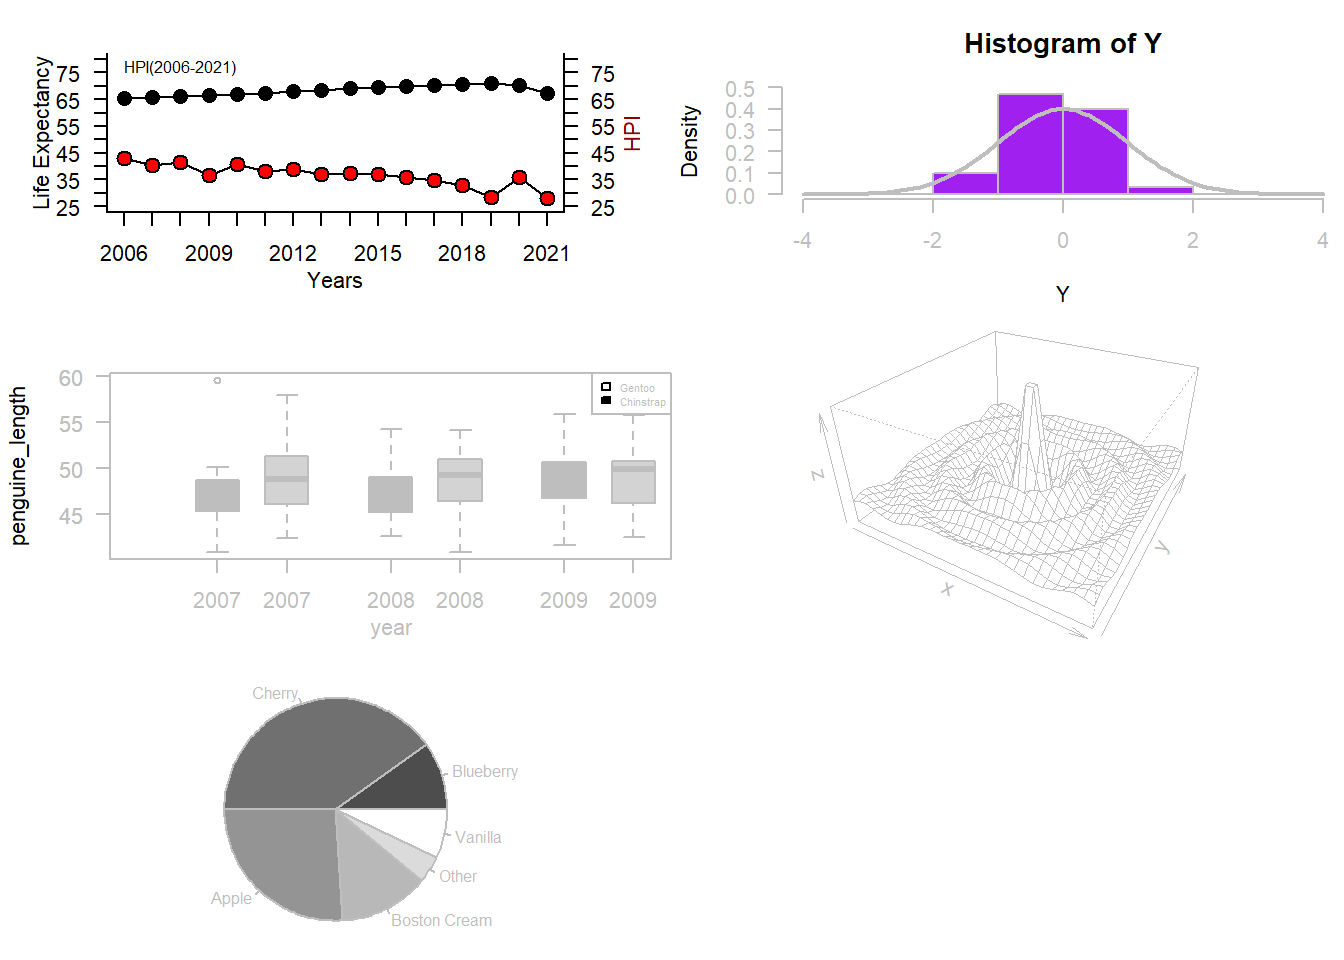 HPI(2006-2021)
Life Expectancy
75
65
55
45
35
25
75
65
55
45
35
25
HPI
2006 2009 2012 2015 2018 2021
Years
Histogram of Y
Density
0.5
0.4
0.3
0.2
0.1
0.0
-4 -2 0 2 4
Y
penguine_length
60
55
50
45
Gentoo
Chinstrap
2007 2007 2008 2008 2009 2009
year
z
x
y
Cherry
Blueberry
Vanilla
Other
Boston Cream
Apple